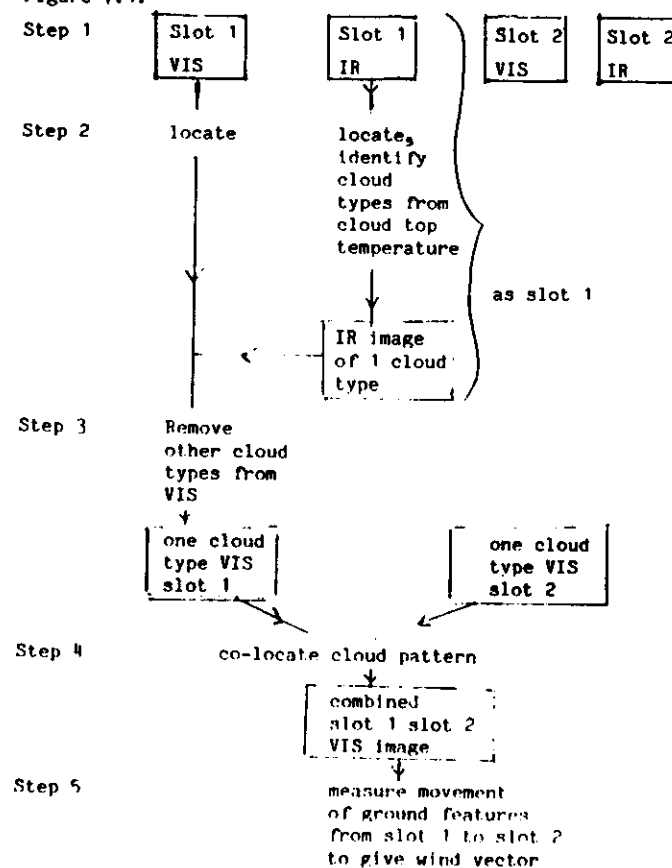 Step 1
Slot 1
VIS
Slot 1
IR
Slot 2
VIS
Slot 2
IR
Step 2
locate
locate,
identify
cloud
types from
cloud top
temperature
as slot 1
IR image
of 1 cloud
type
Step 3
Remove
other cloud
types from
VIS
one cloud
type VIS
slot 1
one cloud
type VIS
slot 2
Step 4
co-locate cloud pattern
combined
slot 1 slot 2
VIS image
Step 5
measure movement
of ground features
from slot 1 to slot 2
to give wind vector